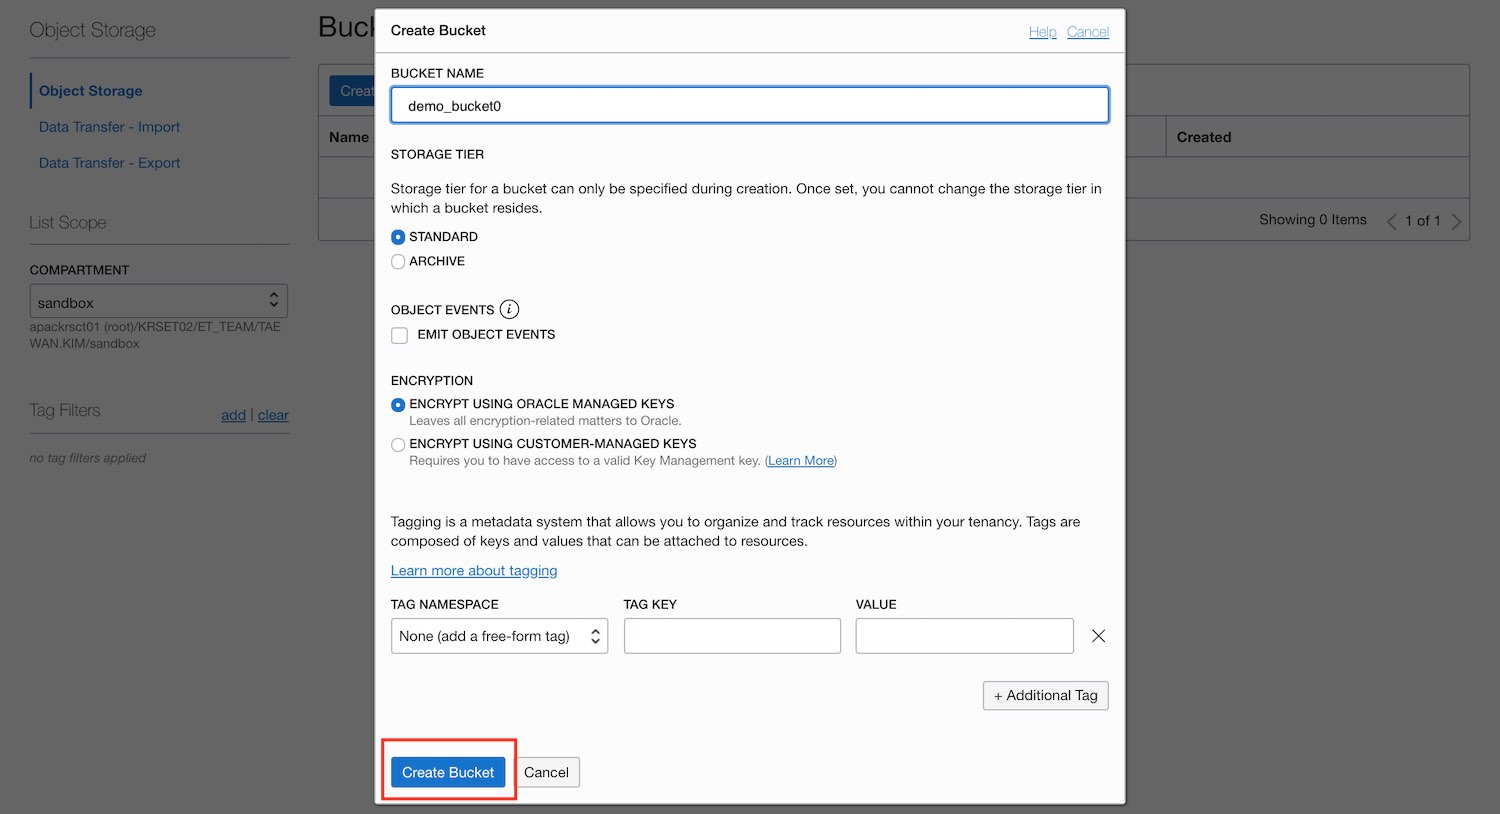 Object Storage
Object Storage
Data Transfer - Import
Data Transfer - Export
List Scope
COMPARTMENT
sandbox
apackrsct01 (root)/KRSET02/ET_TEAM/TAE
WAN.KIM/sandbox
Tag Filters
add | clear
no tag filters applied
Name
Created
Showing 0 Items
1 of 1
Create Bucket
Help
Cancel
BUCKET NAME
demo_bucket0
STORAGE TIER
Storage tier for a bucket can only be specified during creation. Once set, you cannot change the storage tier in
which a bucket resides.
STANDARD
ARCHIVE
OBJECT EVENTS
EMIT OBJECT EVENTS
ENCRYPTION
ENCRYPT USING ORACLE MANAGED KEYS
Leaves all encryption-related matters to Oracle.
ENCRYPT USING CUSTOMER-MANAGED KEYS
Requires you to have access to a valid Key Management key. (Learn More)
Tagging is a metadata system that allows you to organize and track resources within your tenancy. Tags are
composed of keys and values that can be attached to resources.
Learn more about tagging
TAG NAMESPACE
TAG KEY
VALUE
None (add a free-form tag)
+ Additional Tag
Create Bucket
Cancel